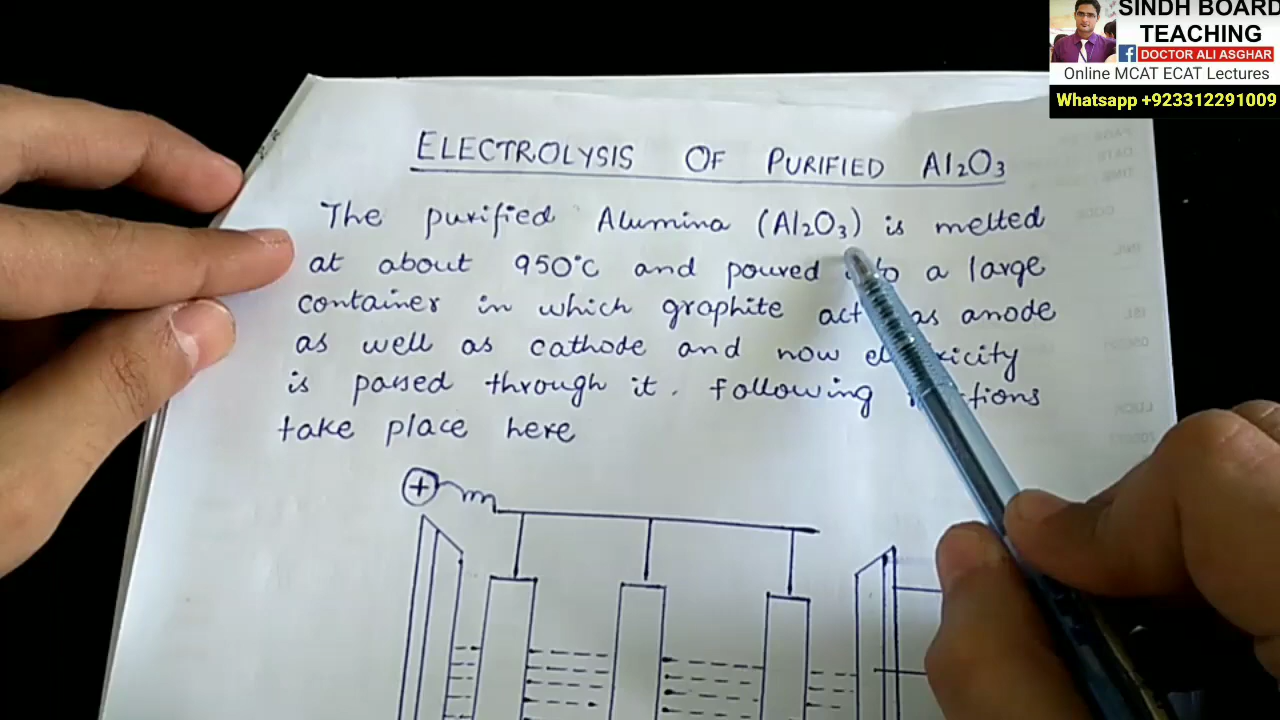 SINDH BOARD
TEACHING
DOCTOR ALI ASGHAR
Online MCAT ECAT Lectures
Whatsapp +923312291009
ELECTROLYSIS OF PURIFIED Al2O3
The purified Alumina (Al2O3) is melted
at about 950°C and poured a large
container in which graphite act as anode
as well as cathode and now
is passed through it. following
take place here
+